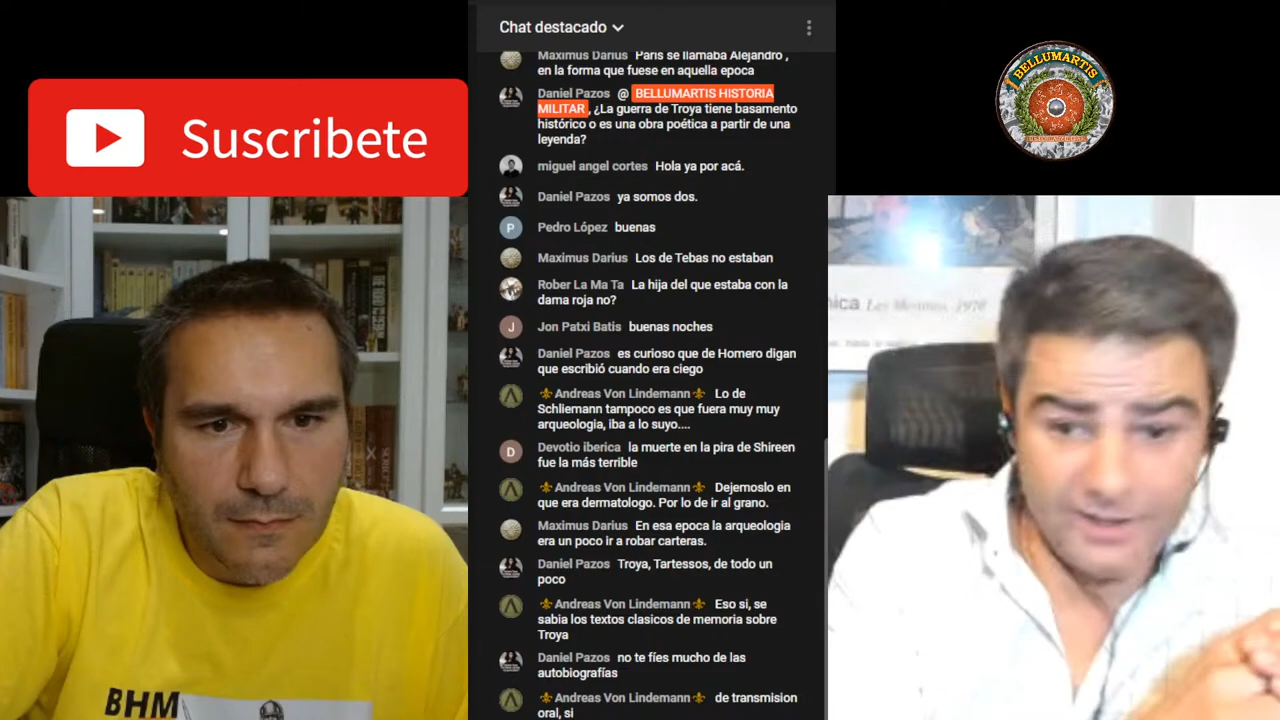 Suscribete
Chat destacado
Maximus Darius Paris se llamaba Alejandro ,
en la forma que fuese en aquella epoca
Daniel Pazos @ BELLUMARTIS HISTORIA
MILITAR , ¿La guerra de Troya tiene basamento
histórico o es una obra poética a partir de una
leyenda?
miguel angel cortes Hola ya por acá.
Daniel Pazos ya somos dos.
P Pedro López buenas
Maximus Darius Los de Tebas no estaban
Rober La Ma Ta La hija del que estaba con la
dama roja no?
J Jon Patxi Batis buenas noches
Daniel Pazos es curioso que de Homero digan
que escribió cuando era ciego
⚜Andreas Von Lindemann⚜ Lo de
Schliemann tampoco es que fuera muy muy
arqueologia, iba a lo suyo....
D Devotio iberica la muerte en la pira de Shireen
fue la más terrible
⚜Andreas Von Lindemann⚜ Dejemoslo en
que era dermatologo. Por lo de ir al grano.
Maximus Darius En esa epoca la arqueologia
era un poco ir a robar carteras.
Daniel Pazos Troya, Tartessos, de todo un
poco
⚜Andreas Von Lindemann⚜ Eso si, se
sabia los textos clasicos de memoria sobre
Troya
Daniel Pazos no te fíes mucho de las
autobiografías
⚜Andreas Von Lindemann⚜ de transmision
oral, si
BELLUMARTIS
nica Las Meninas, 1970
BHM